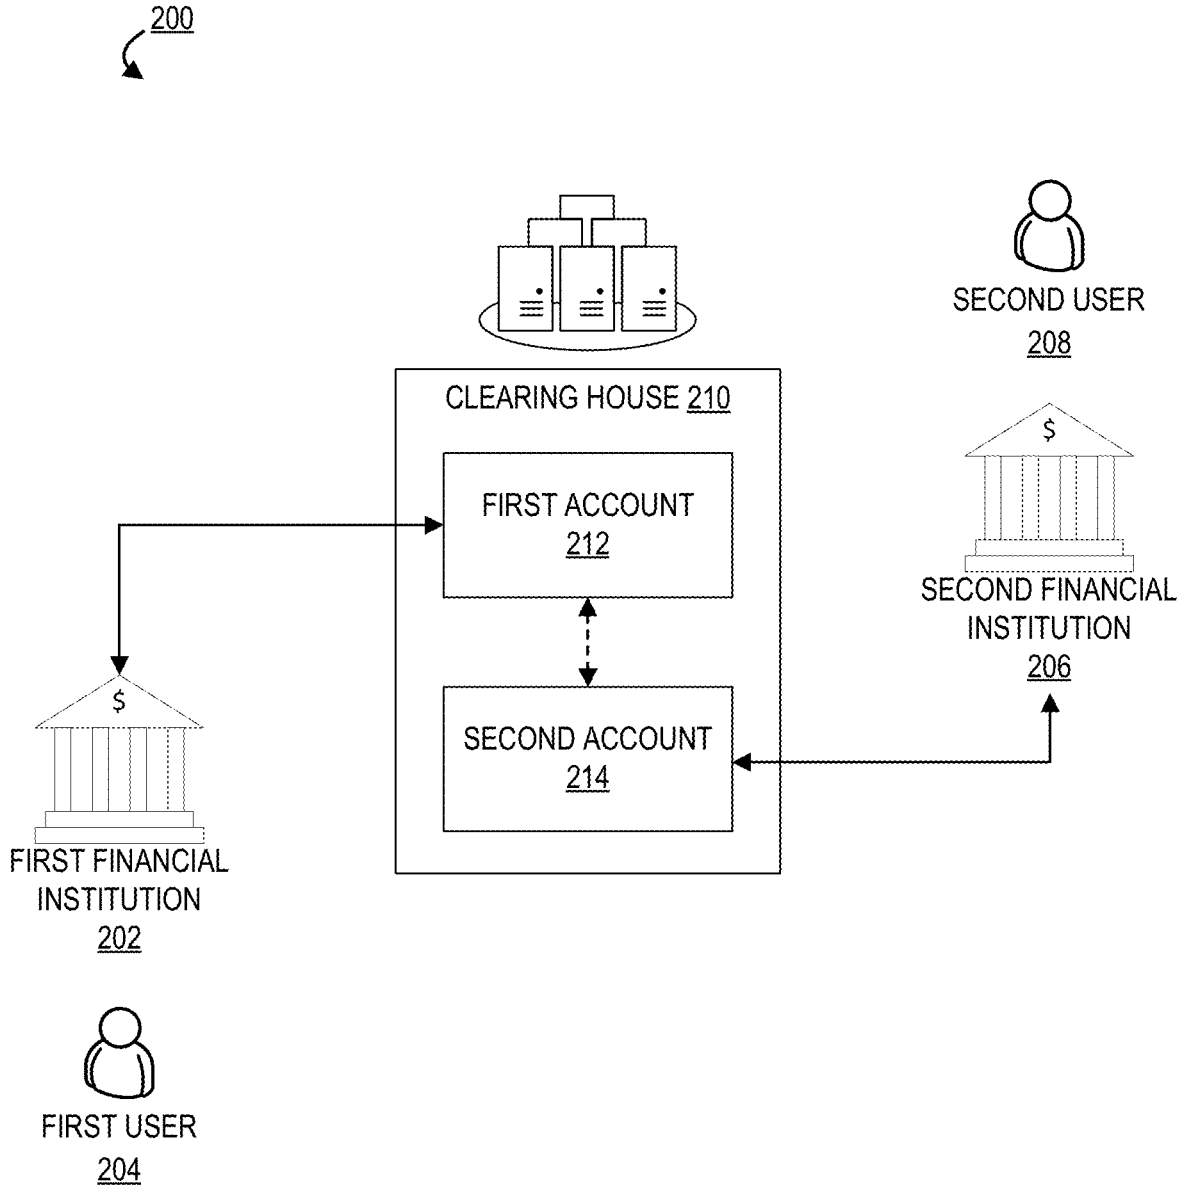 200
SECOND USER
208
CLEARING HOUSE 210
$
FIRST ACCOUNT
212
SECOND FINANCIAL
INSTITUTION
206
$
SECOND ACCOUNT
214
FIRST FINANCIAL
INSTITUTION
202
FIRST USER
204